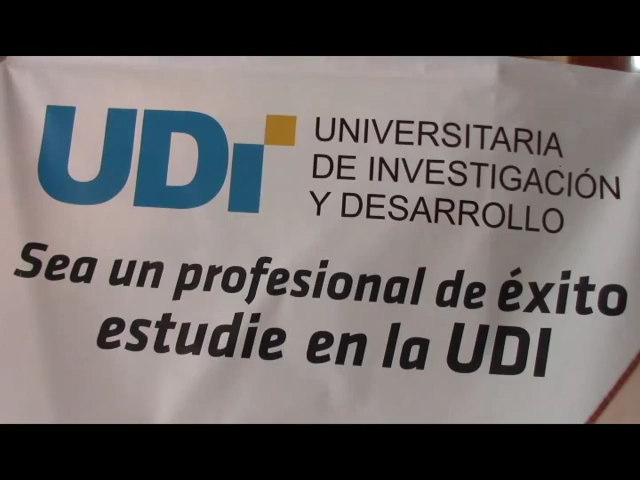 UDi
UNIVERSITARIA
DE INVESTIGACIÓN
Y DESARROLLO
Sea un profesional de éxito
estudie en la UDI